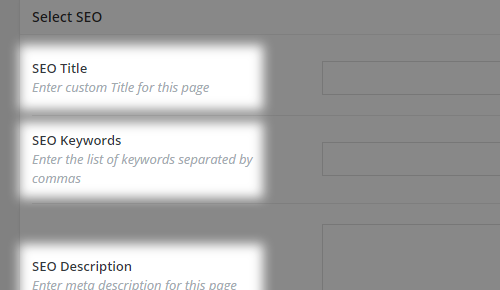 Select SEO
SEO Title
Enter custom Title for this page
SEO Keywords
Enter the list of keywords separated by
commas
SEO Description
Enter meta description for this page